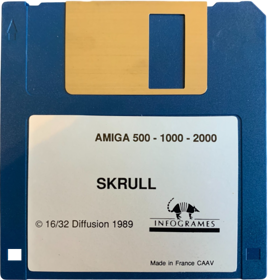 AMIGA 500 - 1000 - 2000
SKRULL
© 16/32 Diffusion 1989
INFOGRAMES
Made in France CAAV